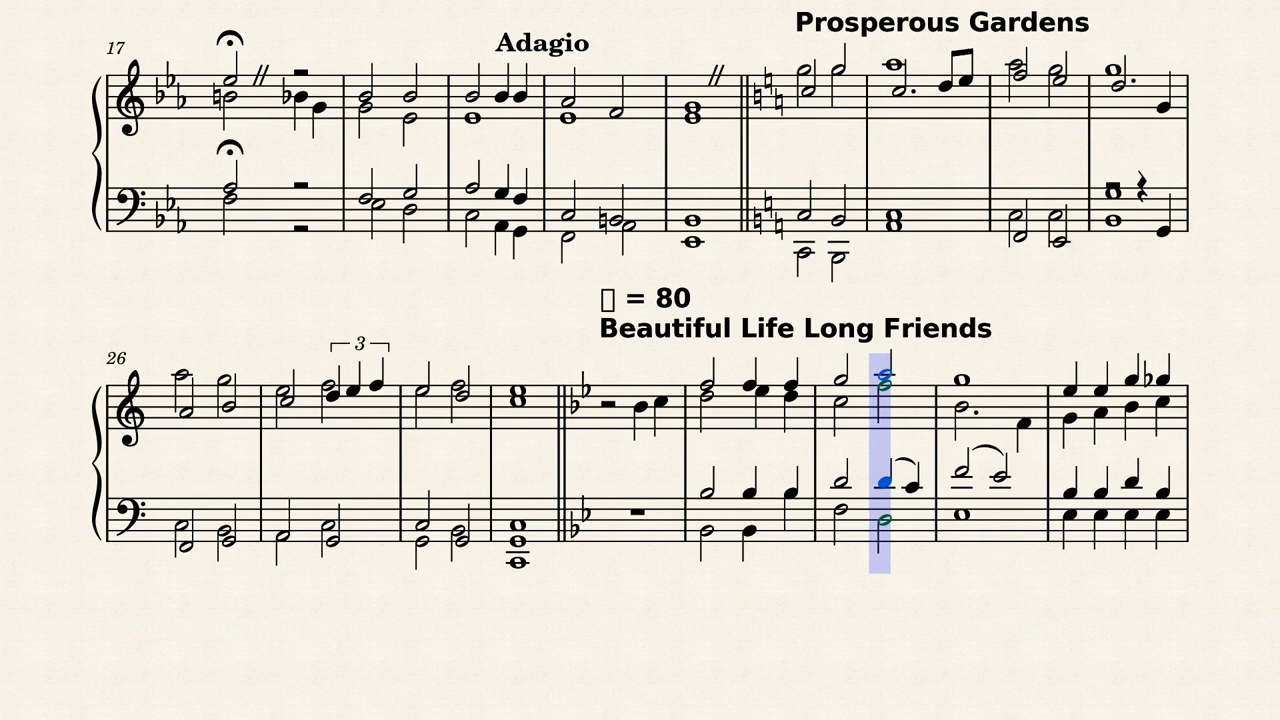 Prosperous Gardens
17
Adagio
𝅗𝅥 = 80
Beautiful Life Long Friends
26
3